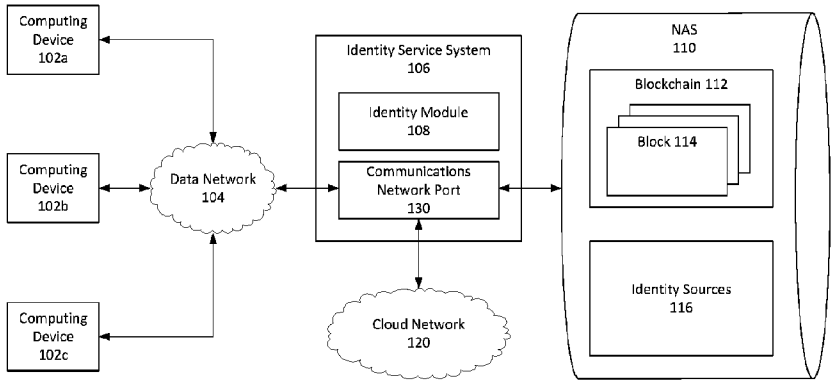 Computing
Device
102a
Computing
Device
102b
Computing
Device
102c
Data Network
104
Identity Service System
106
Identity Module
108
Communications
Network Port
130
Cloud Network
120
NAS
110
Blockchain 112
Block 114
Identity Sources
116